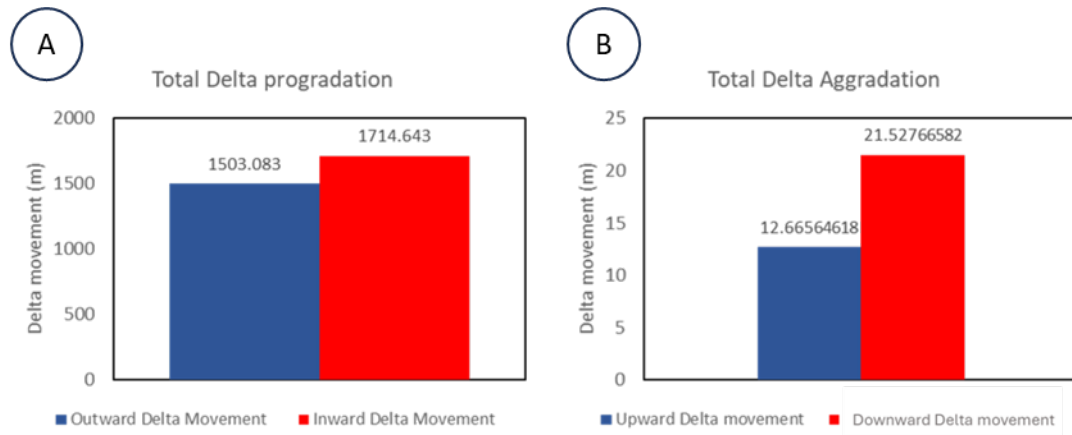 A
Total Delta progradation
Delta movement (m)
2000
1500
1000
500
0
1503.083
1714.643
Outward Delta Movement
Inward Delta Movement
B
Total Delta Aggradation
Delta movement (m)
25
20
15
10
5
0
12.66564618
21.52766582
Upward Delta movement
Downward Delta movement